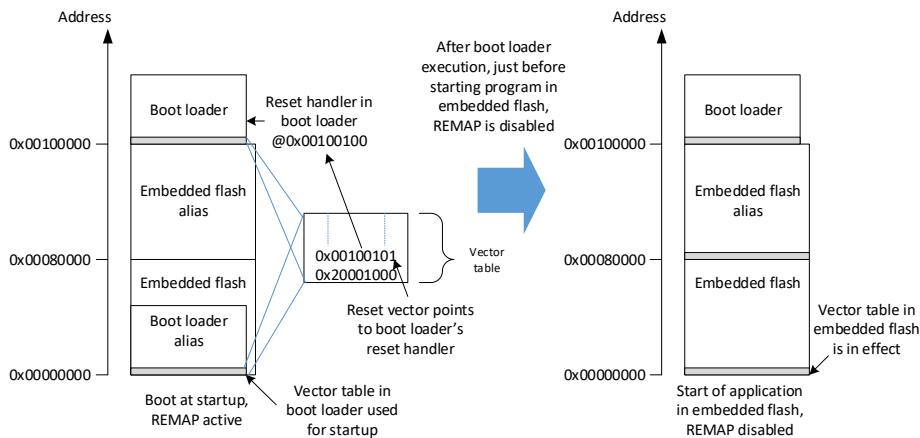 Address
Boot loader
0x00100000
Embedded flash
alias
0x00080000
Embedded flash
Boot loader
alias
0x00000000
Boot at startup,
REMAP active
Reset handler in
boot loader
@0x00100100
0x00100101
0x20001000
Vector
table
Reset vector points
to boot loader's
reset handler
Vector table in
boot loader used
for startup
After boot loader
execution, just before
starting program in
embedded flash,
REMAP is disabled
Address
Boot loader
0x00100000
Embedded flash
alias
0x00080000
Embedded flash
0x00000000
Vector table in
embedded flash
is in effect
Start of application
in embedded flash,
REMAP disabled